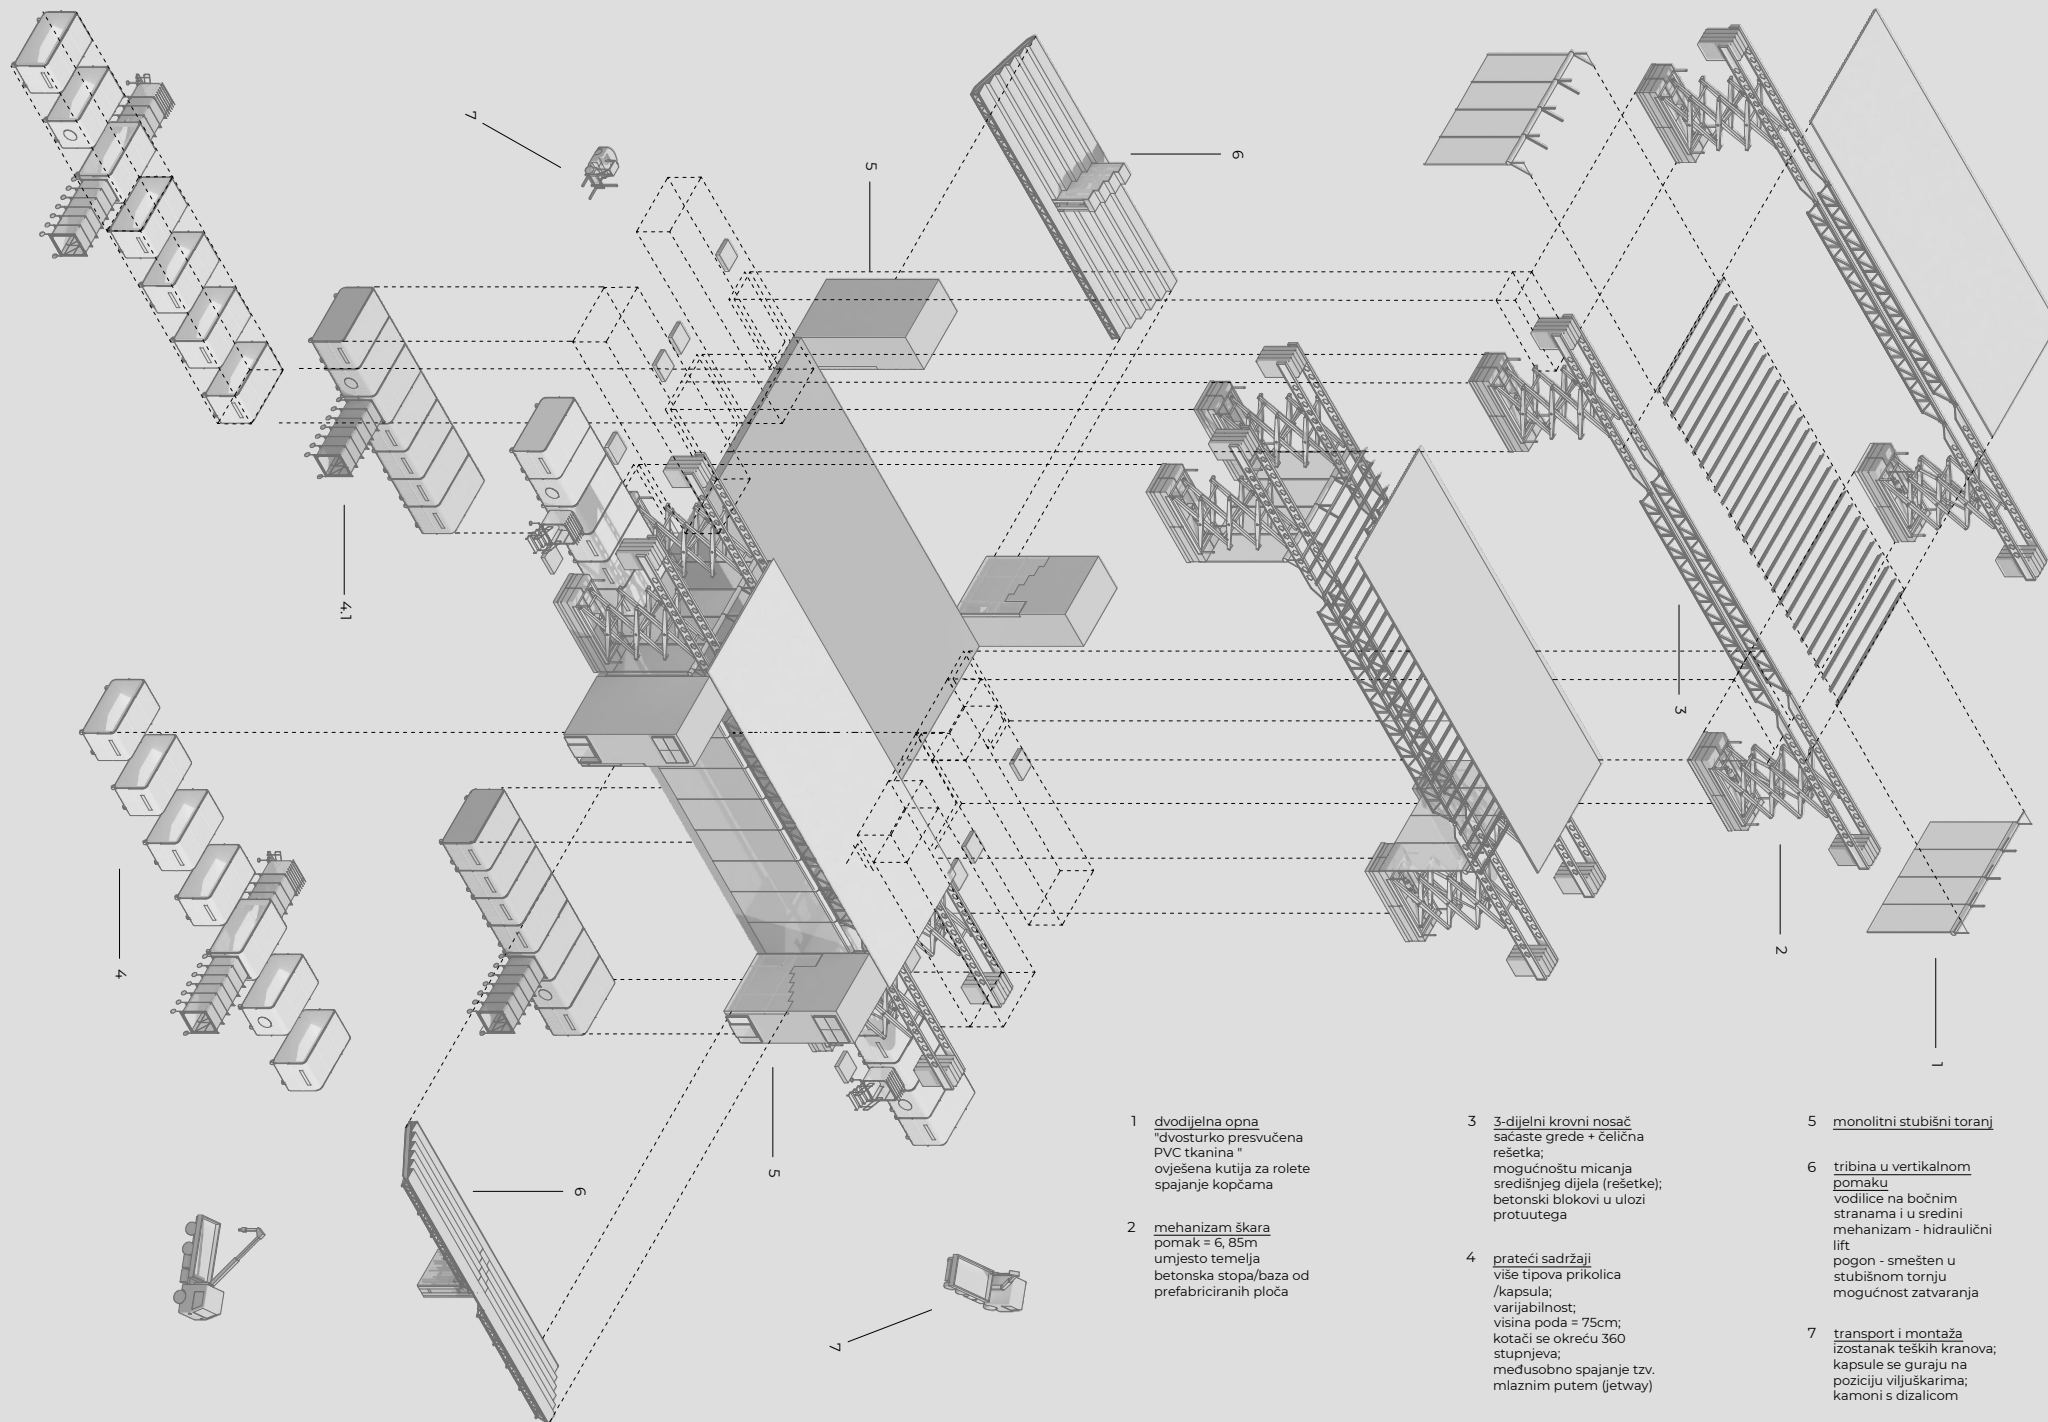 7
5
6
4.1
3
4
2
1
5
6
7
1 dvodijelna opna
"dvosturko presvučena
PVC tkanina "
ovješena kutija za rolete
spajanje kopčama
2 mehanizam škara
pomak = 6, 85m
umjesto temelja
betonska stopa/baza od
prefabriciranih ploča
3 3-dijelni krovni nosač
saćaste grede + čelična
rešetka;
mogućnoštu micanja
središnjeg dijela (rešetke);
betonski blokovi u ulozi
protuutega
4 prateći sadržaji
više tipova prikolica
/kapsula;
varijabilnost;
visina poda = 75cm;
kotači se okreću 360
stupnjeva;
međusobno spajanje tzv.
mlaznim putem (jetway)
5 monolitni stubišni toranj
6 tribina u vertikalnom
pomaku
vodilice na bočnim
stranama i u sredini
mehanizam - hidraulični
lift
pogon - smešten u
stubišnom tornju
mogućnost zatvaranja
7 transport i montaža
izostanak teških kranova;
kapsule se guraju na
poziciju viljuškarima;
kamoni s dizalicom